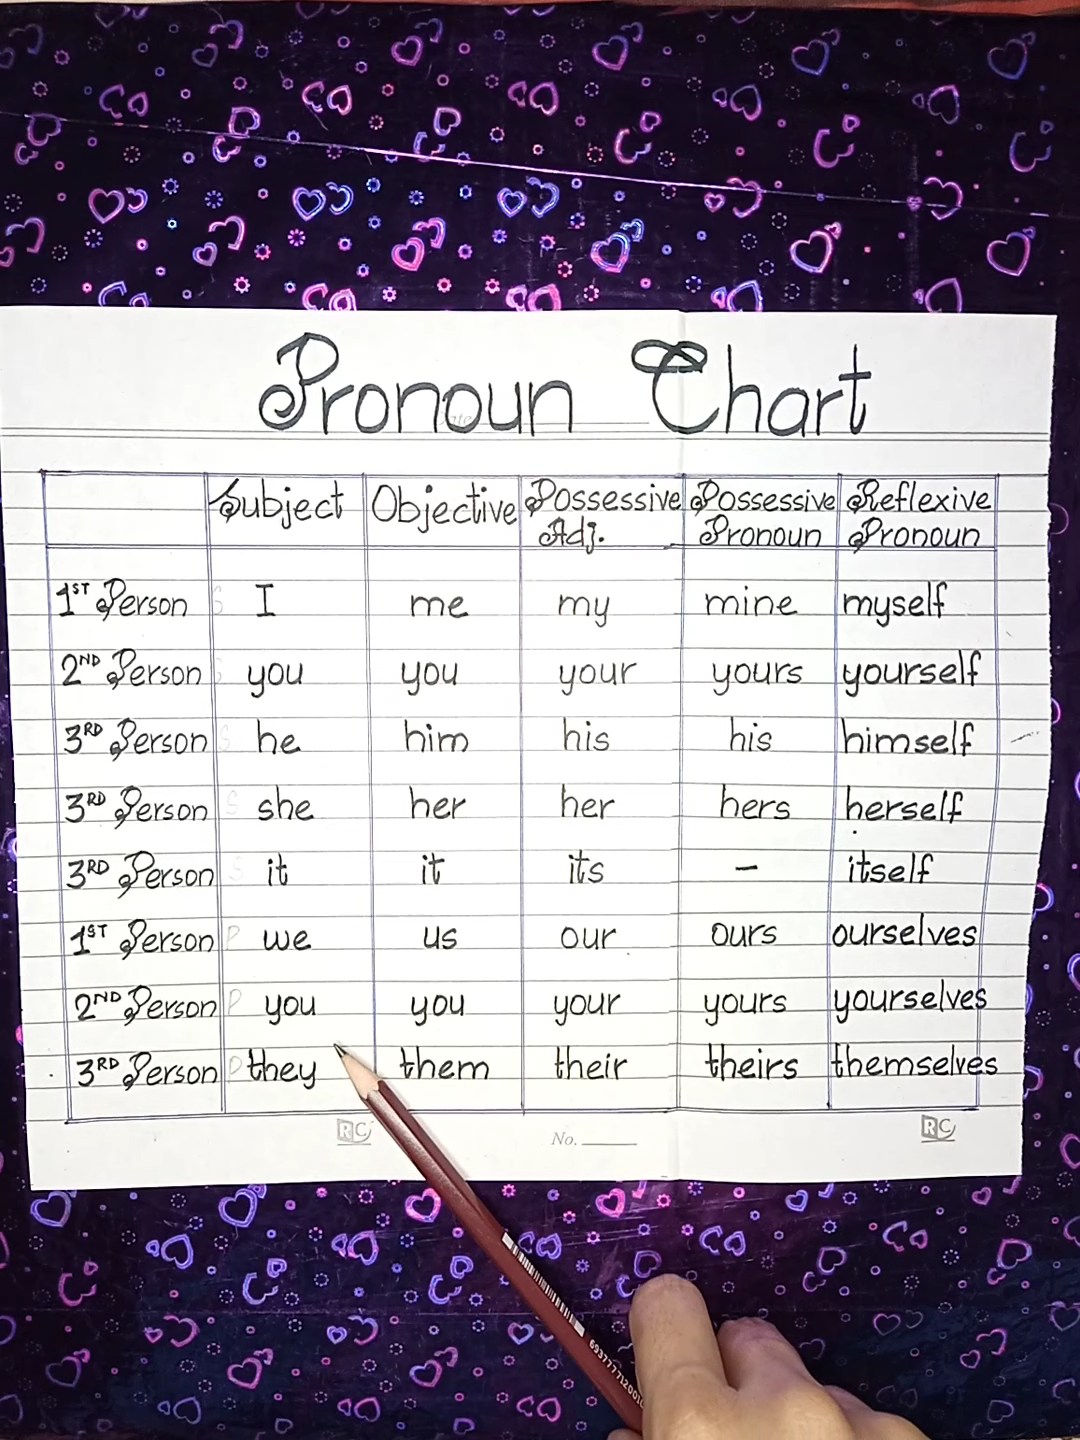 Pronoun Chart
Subject Objective Possessive Adj. Possessive Pronoun Reflexive Pronoun
1ST Person S I me my mine myself
2ND Person S you you your yours yourself
3RD Person S he him his his himself
3RD Person S she her her hers herself
3RD Person S it it its - itself
1ST Person P we us our ours ourselves
2ND Person P you you your yours yourselves
3RD Person P they them their theirs themselves
RC No. RC